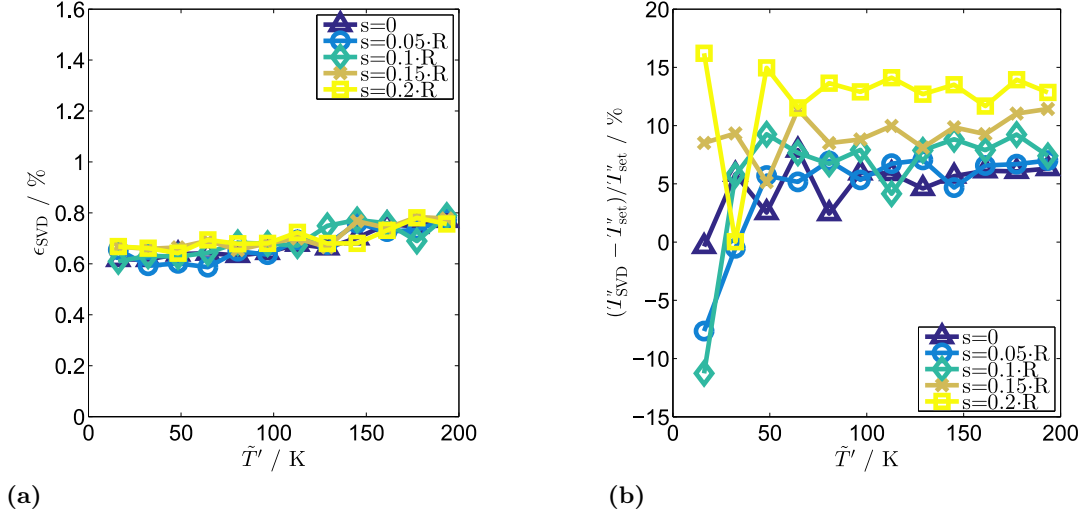 1.6
1.4
1.2
1
0.8
0.6
0.4
0.2
0
ϵSVD / %
s=0
s=0.05·R
s=0.1·R
s=0.15·R
s=0.2·R
0 50 100 150 200
T̃′ / K
(a)
20
15
10
5
0
−5
−10
−15
(T″SVD − T″set)/T″set / %
s=0
s=0.05·R
s=0.1·R
s=0.15·R
s=0.2·R
0 50 100 150 200
T̃′ / K
(b)